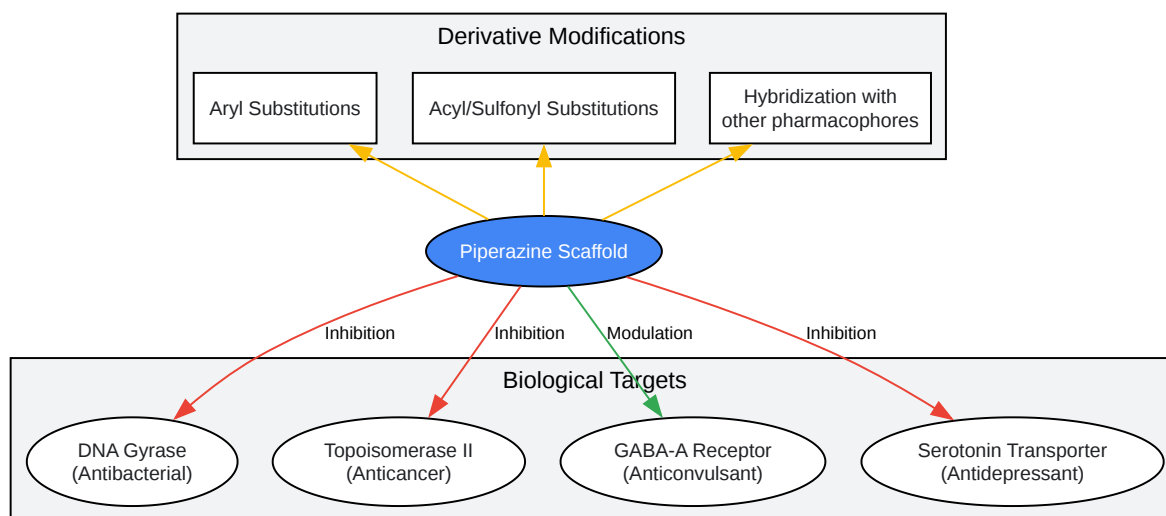 Derivative Modifications
Aryl Substitutions
Acyl/Sulfonyl Substitutions
Hybridization with
other pharmacophores
Piperazine Scaffold
Inhibition
Inhibition
Modulation
Inhibition
Biological Targets
DNA Gyrase
(Antibacterial)
Topoisomerase II
(Anticancer)
GABA-A Receptor
(Anticonvulsant)
Serotonin Transporter
(Antidepressant)